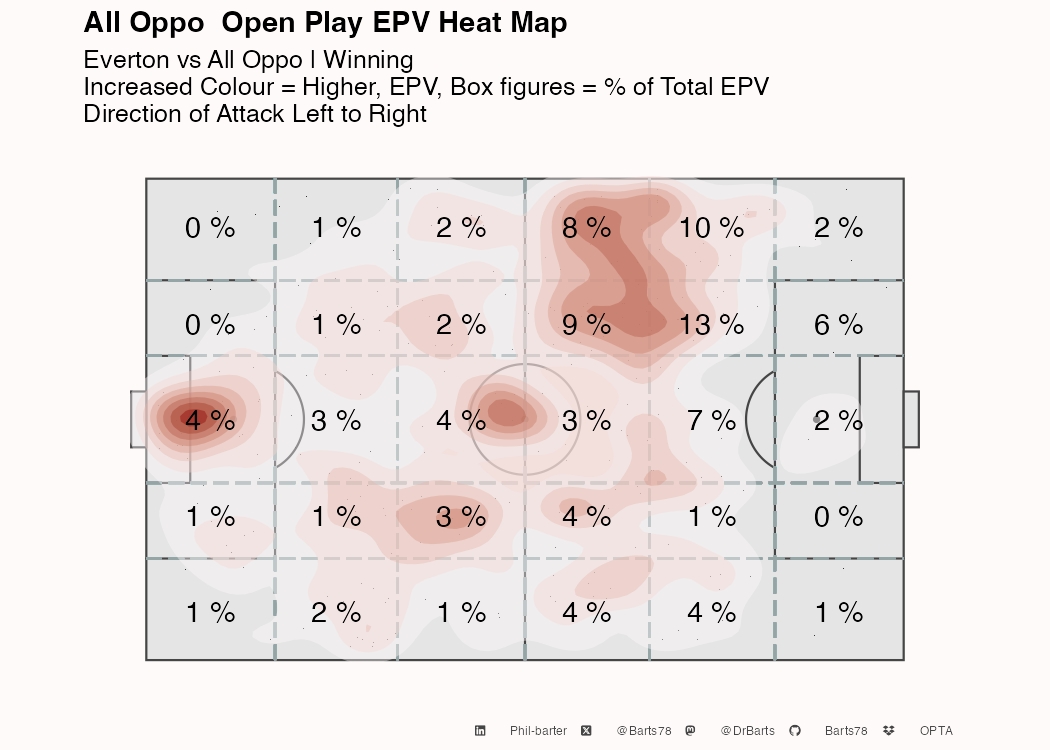 All Oppo  Open Play EPV Heat Map
Everton vs All Oppo | Winning
Increased Colour = Higher, EPV, Box figures = % of Total EPV
Direction of Attack Left to Right
0 % 1 % 2 % 8 % 10 % 2 %
0 % 1 % 2 % 9 % 13 % 6 %
4 % 3 % 4 % 3 % 7 % 2 %
1 % 1 % 3 % 4 % 1 % 0 %
1 % 2 % 1 % 4 % 4 % 1 %
Phil-barter @Barts78 @DrBarts Barts78 OPTA